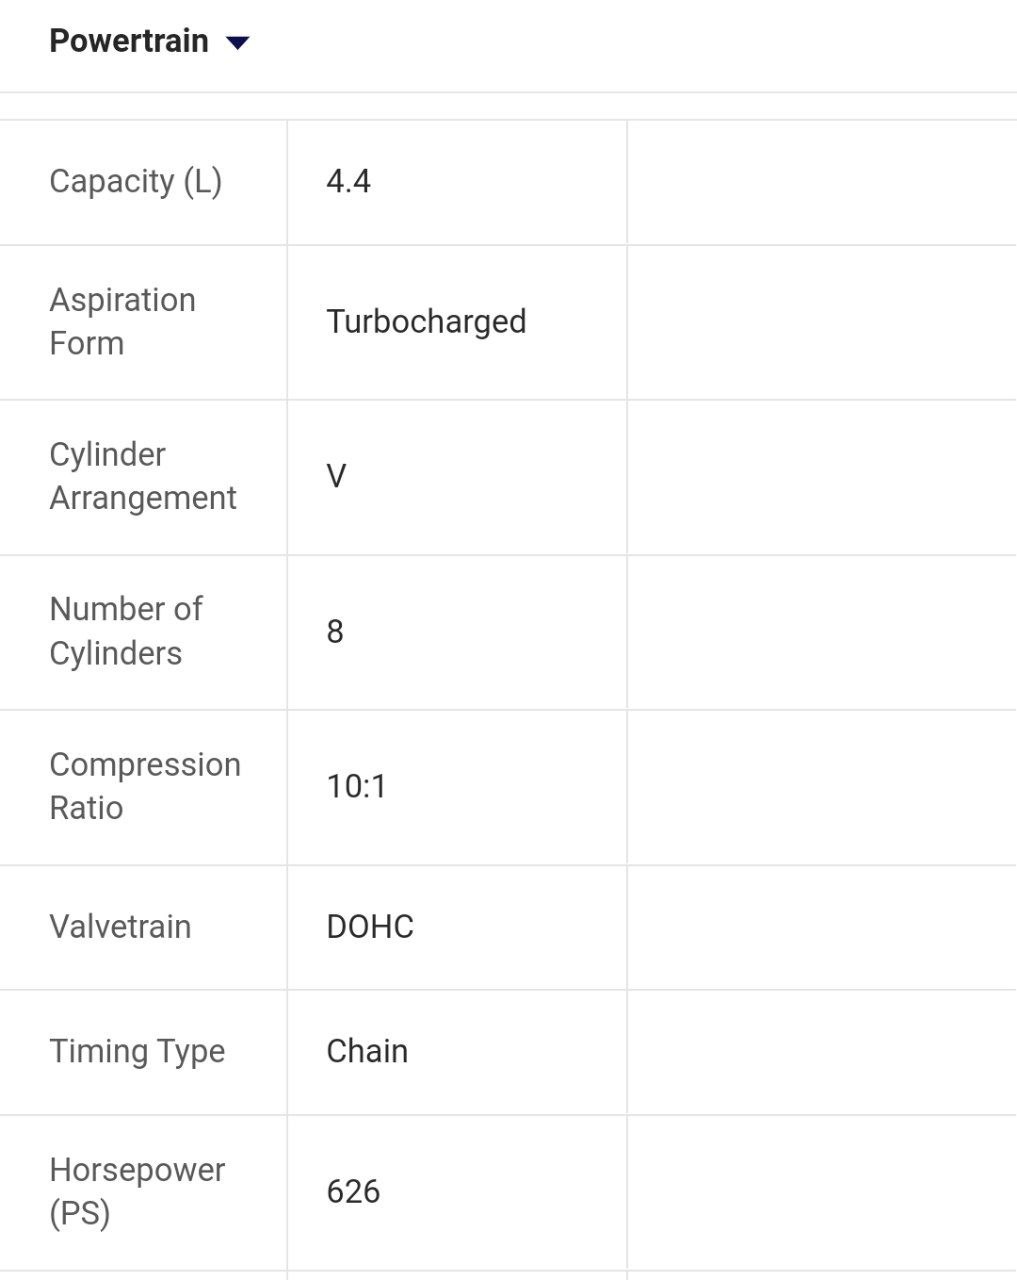 Powertrain
Capacity (L)
4.4
Aspiration
Form
Turbocharged
Cylinder
Arrangement
V
Number of
Cylinders
8
Compression
Ratio
10:1
Valvetrain
DOHC
Timing Type
Chain
Horsepower
(PS)
626